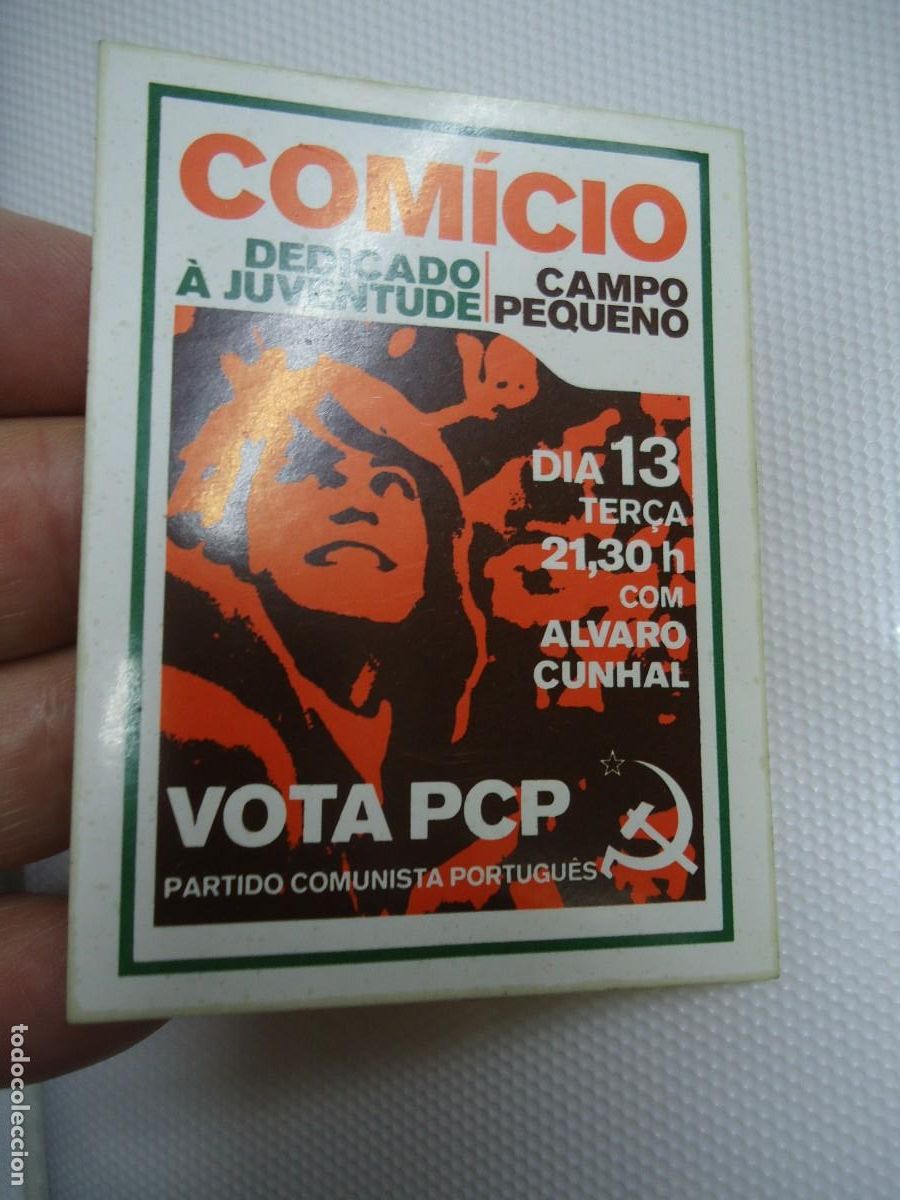 COMÍCIO
DEDICADO
À JUVENTUDE
CAMPO
PEQUENO
DIA 13
TERÇA
21,30 h
COM
ALVARO
CUNHAL
VOTA PCP
PARTIDO COMUNISTA PORTUGUÊS
todocoleccion